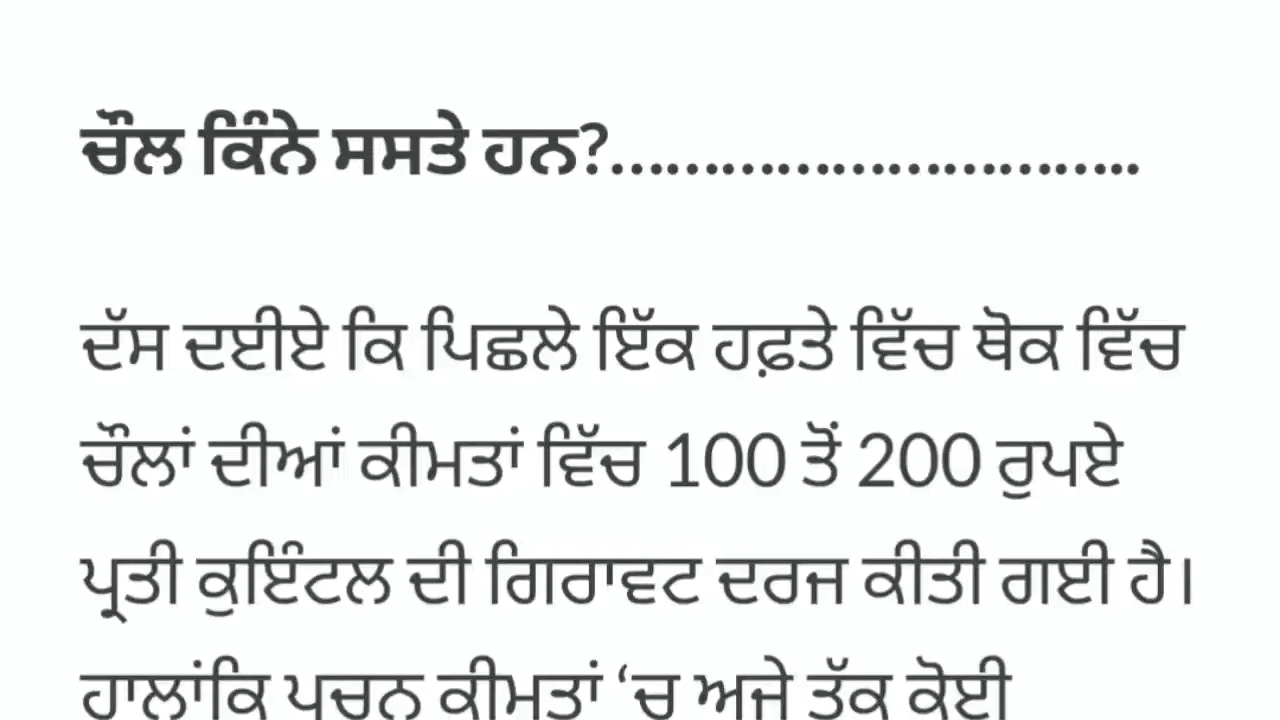 ਚੌਲ ਕਿੰਨੇ ਸਸਤੇ ਹਨ?...............................
ਦੱਸ ਦਈਏ ਕਿ ਪਿਛਲੇ ਇੱਕ ਹਫ਼ਤੇ ਵਿੱਚ ਥੋਕ ਵਿੱਚ
ਚੌਲਾਂ ਦੀਆਂ ਕੀਮਤਾਂ ਵਿੱਚ 100 ਤੋਂ 200 ਰੁਪਏ
ਪ੍ਰਤੀ ਕੁਇੰਟਲ ਦੀ ਗਿਰਾਵਟ ਦਰਜ ਕੀਤੀ ਗਈ ਹੈ।
ਹਾਲਾਂਕਿ ਪਚਨ ਕੀਮਤਾਂ ‘ਚ ਅਜੇ ਤੱਕ ਕੋਈ